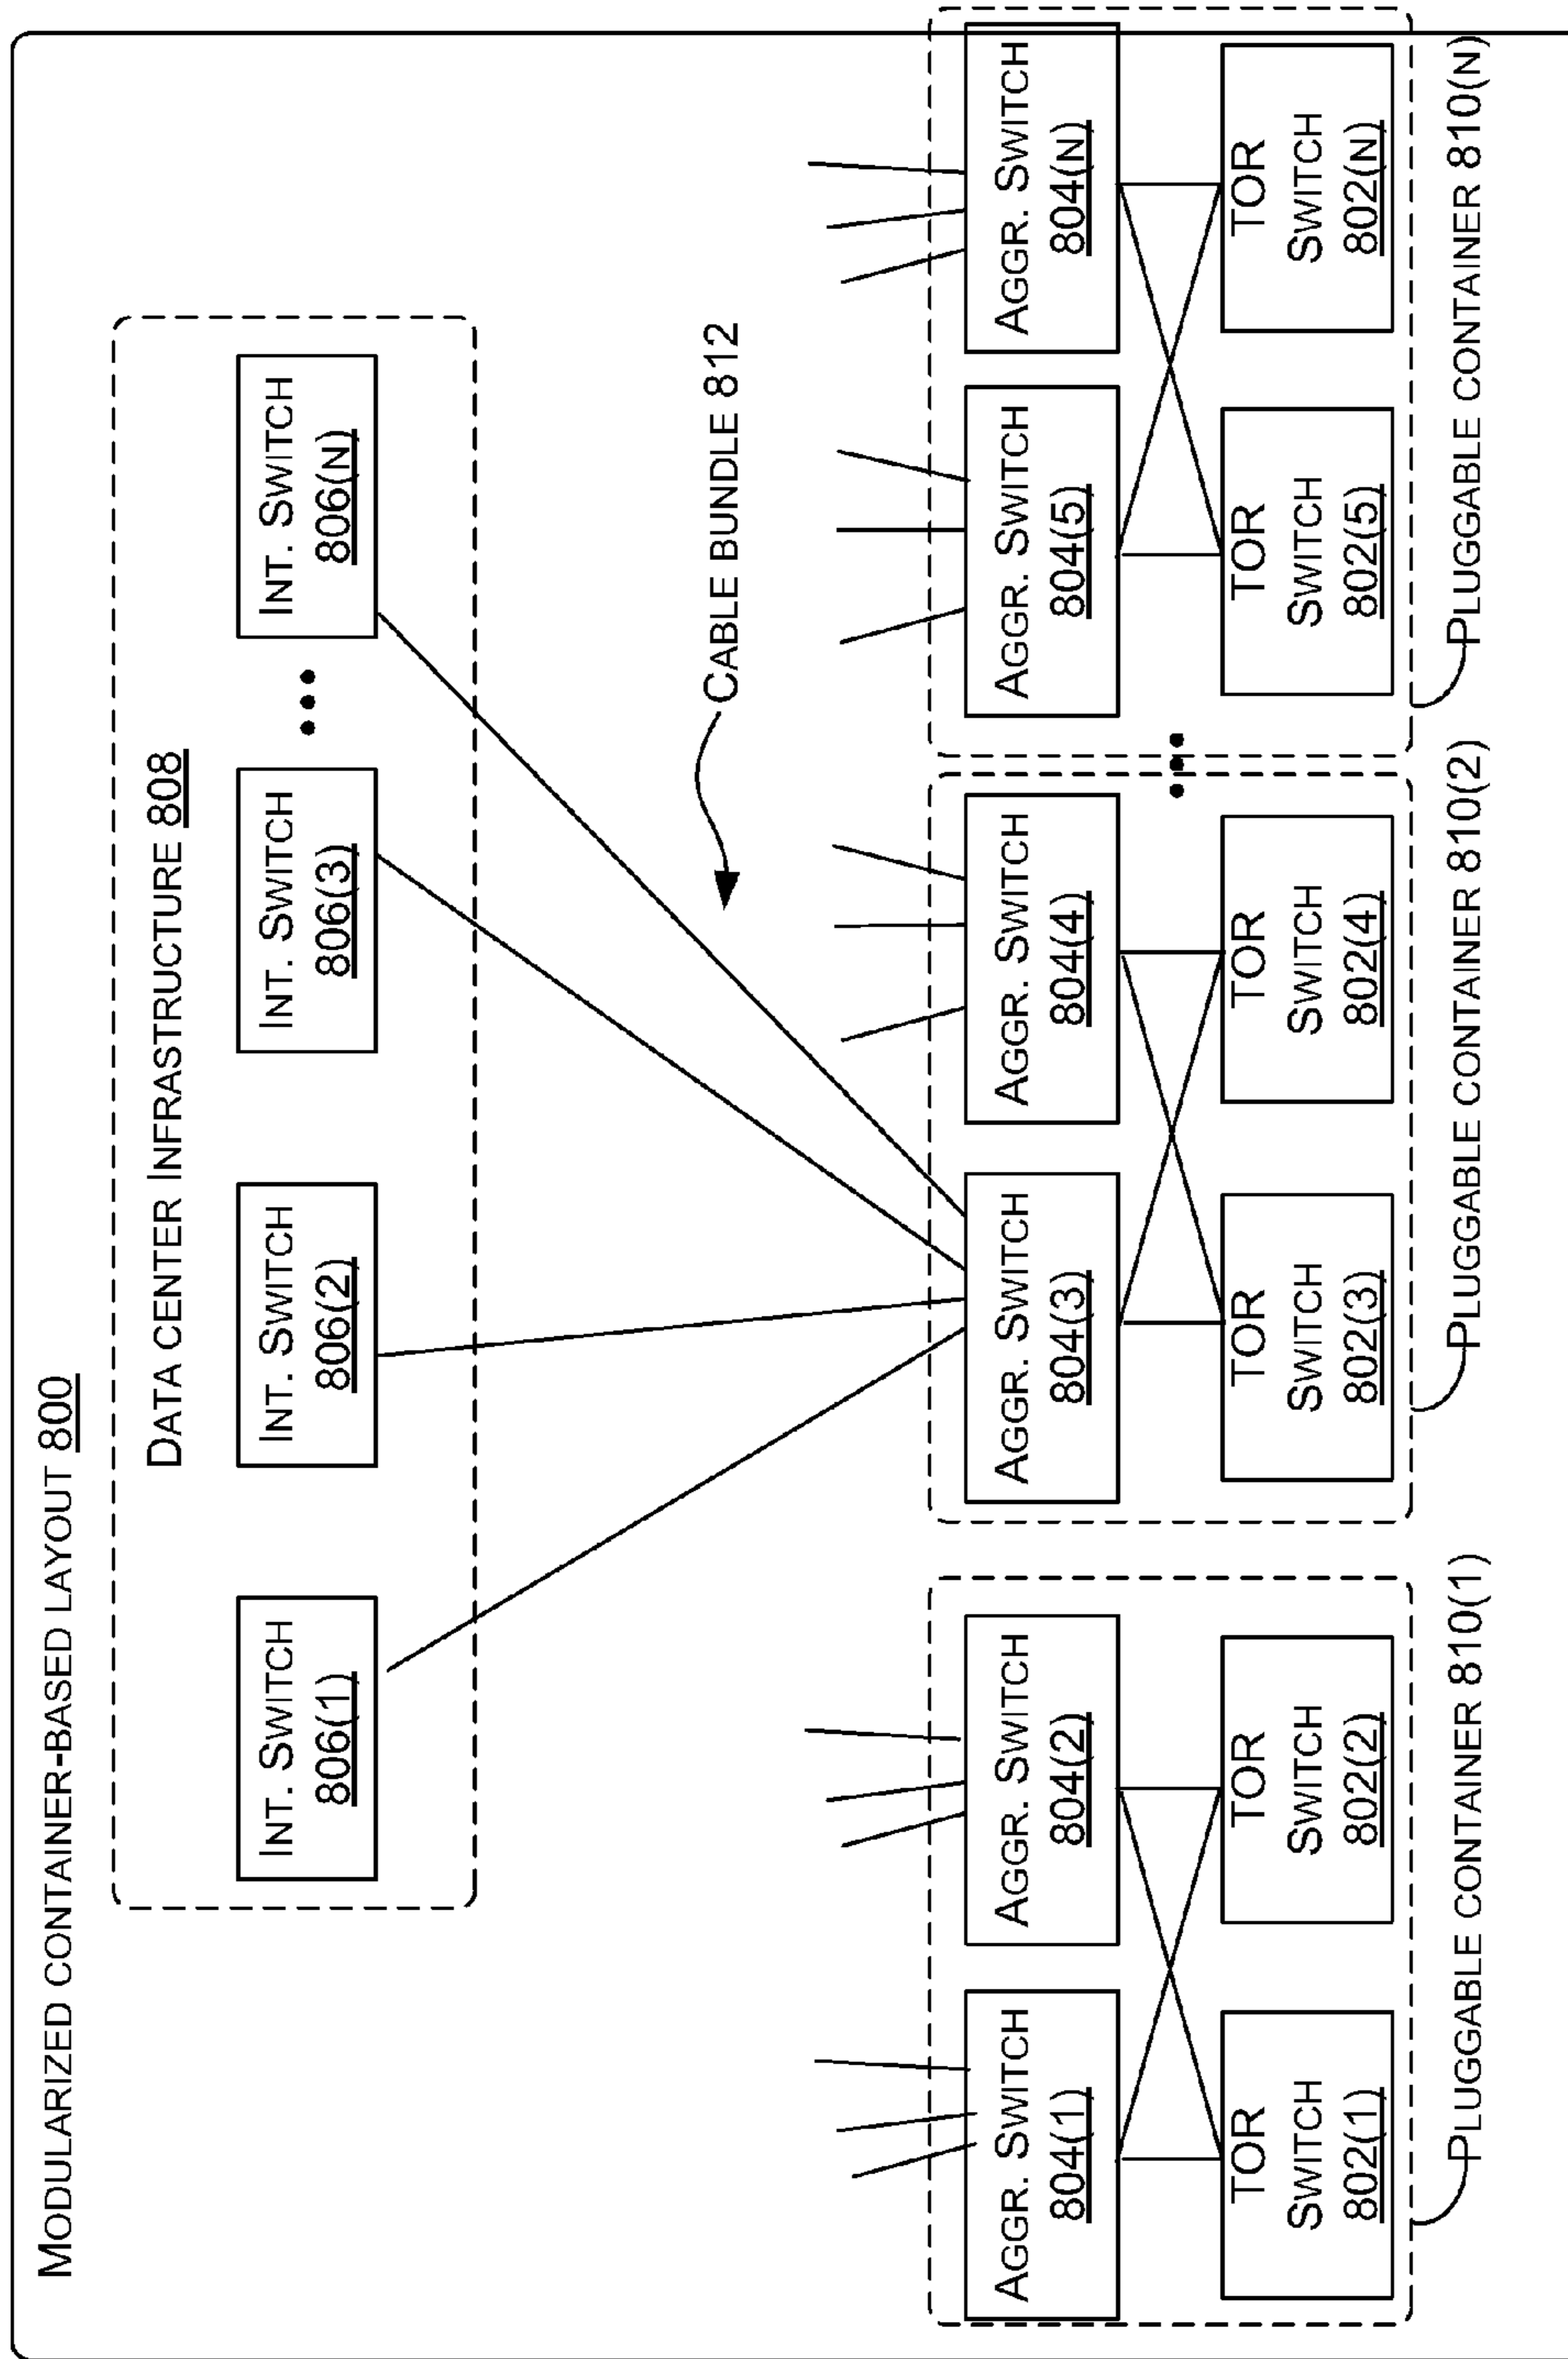 MODULARIZED CONTAINER-BASED LAYOUT 800
DATA CENTER INFRASTRUCTURE 808
INT. SWITCH
806(1)
INT. SWITCH
806(2)
INT. SWITCH
806(3)
INT. SWITCH
806(N)
CABLE BUNDLE 812
AGGR. SWITCH
804(1)
AGGR. SWITCH
804(2)
AGGR. SWITCH
804(3)
AGGR. SWITCH
804(4)
AGGR. SWITCH
804(5)
AGGR. SWITCH
804(N)
TOR
SWITCH
802(1)
TOR
SWITCH
802(2)
TOR
SWITCH
802(3)
TOR
SWITCH
802(4)
TOR
SWITCH
802(5)
TOR
SWITCH
802(N)
PLUGGABLE CONTAINER 810(1)
PLUGGABLE CONTAINER 810(2)
PLUGGABLE CONTAINER 810(N)